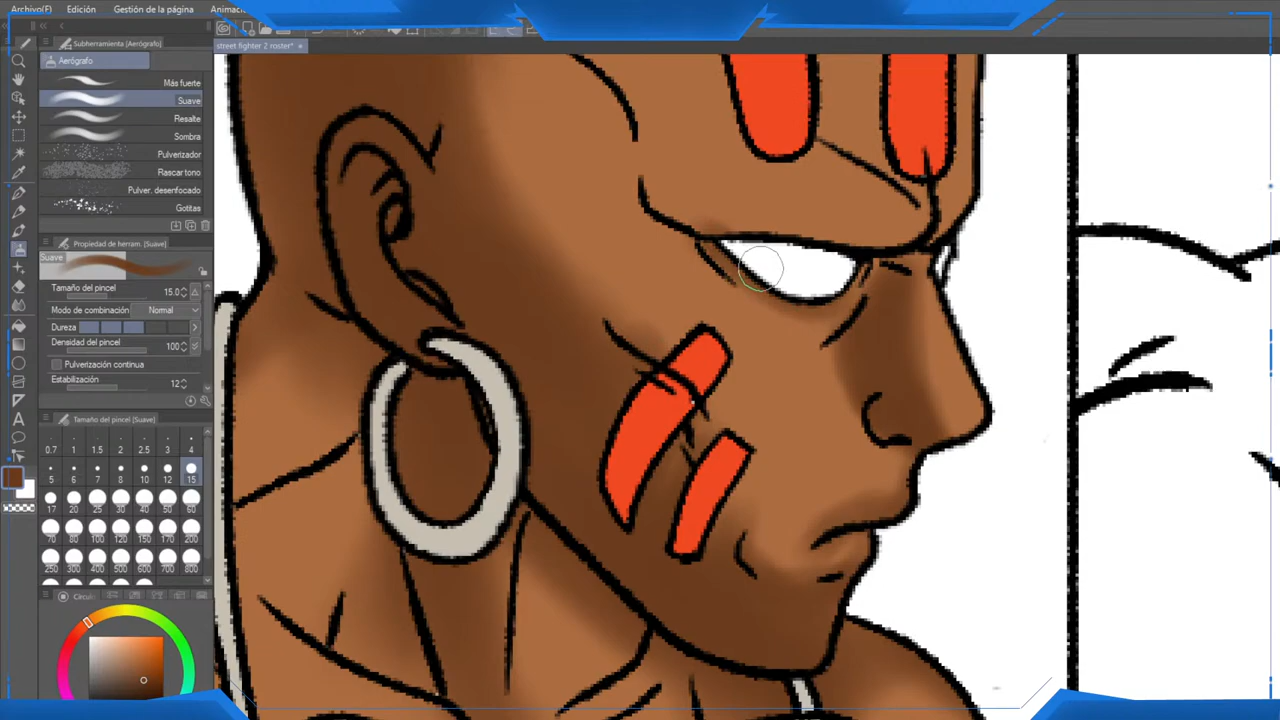 Archivo(F) Edición Gestión de la página Animació
street fighter 2 roster*
Subherramienta (Aerógrafo)
Aerógrafo
Más fuerte
Suave
Resalte
Sombra
Pulverizador
Rascar tono
Pulver. desenfocado
Gotitas
Propiedad de herram. [Suave]
Suave
Tamaño del pincel 15.0
Modo de combinación Normal
Dureza
Densidad del pincel 100
Pulverización continua
Estabilización 12
Tamaño del pincel [Suave]
0.7 1 1.5 2 2.5 3 4
5 6 7 8 10 12 15
17 20 25 30 40 50 60
70 80 100 120 150 170 200
250 300 400 500 600 700 800
Círcul